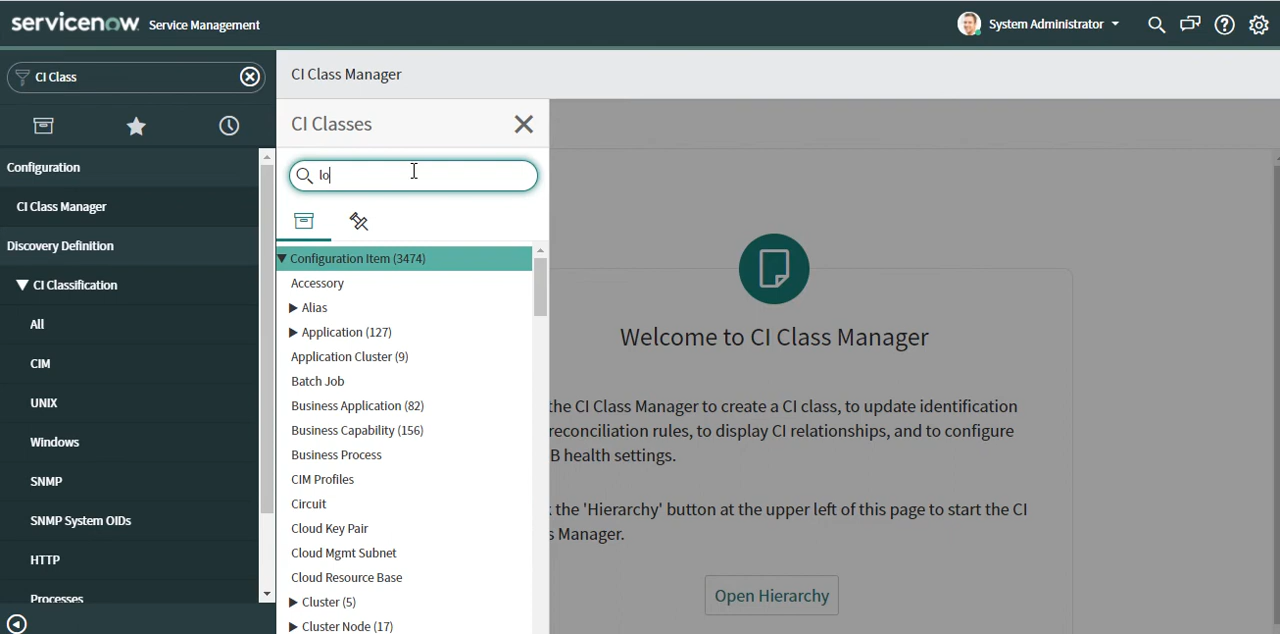 servicenow Service Management
System Administrator
CI Class
CI Class Manager
CI Classes
lo
Configuration
CI Class Manager
Discovery Definition
CI Classification
All
CIM
UNIX
Windows
SNMP
SNMP System OIDs
HTTP
Processes
Configuration Item (3474)
Accessory
Alias
Application (127)
Application Cluster (9)
Batch Job
Business Application (82)
Business Capability (156)
Business Process
CIM Profiles
Circuit
Cloud Key Pair
Cloud Mgmt Subnet
Cloud Resource Base
Cluster (5)
Cluster Node (17)
Welcome to CI Class Manager
the CI Class Manager to create a CI class, to update identification
reconciliation rules, to display CI relationships, and to configure
B health settings.
the 'Hierarchy' button at the upper left of this page to start the CI
s Manager.
Open Hierarchy